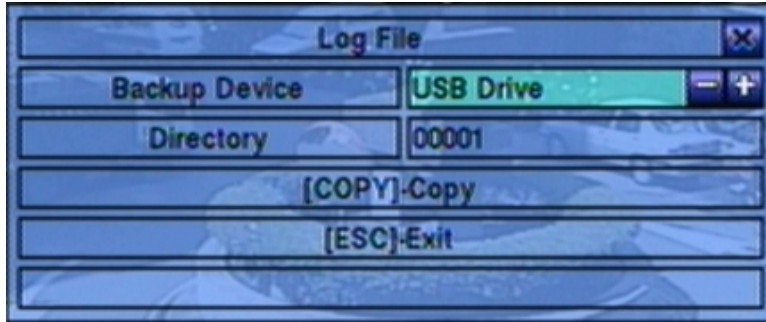 Log File
Backup Device USB Drive
Directory 00001
[COPY]-Copy
[ESC]-Exit